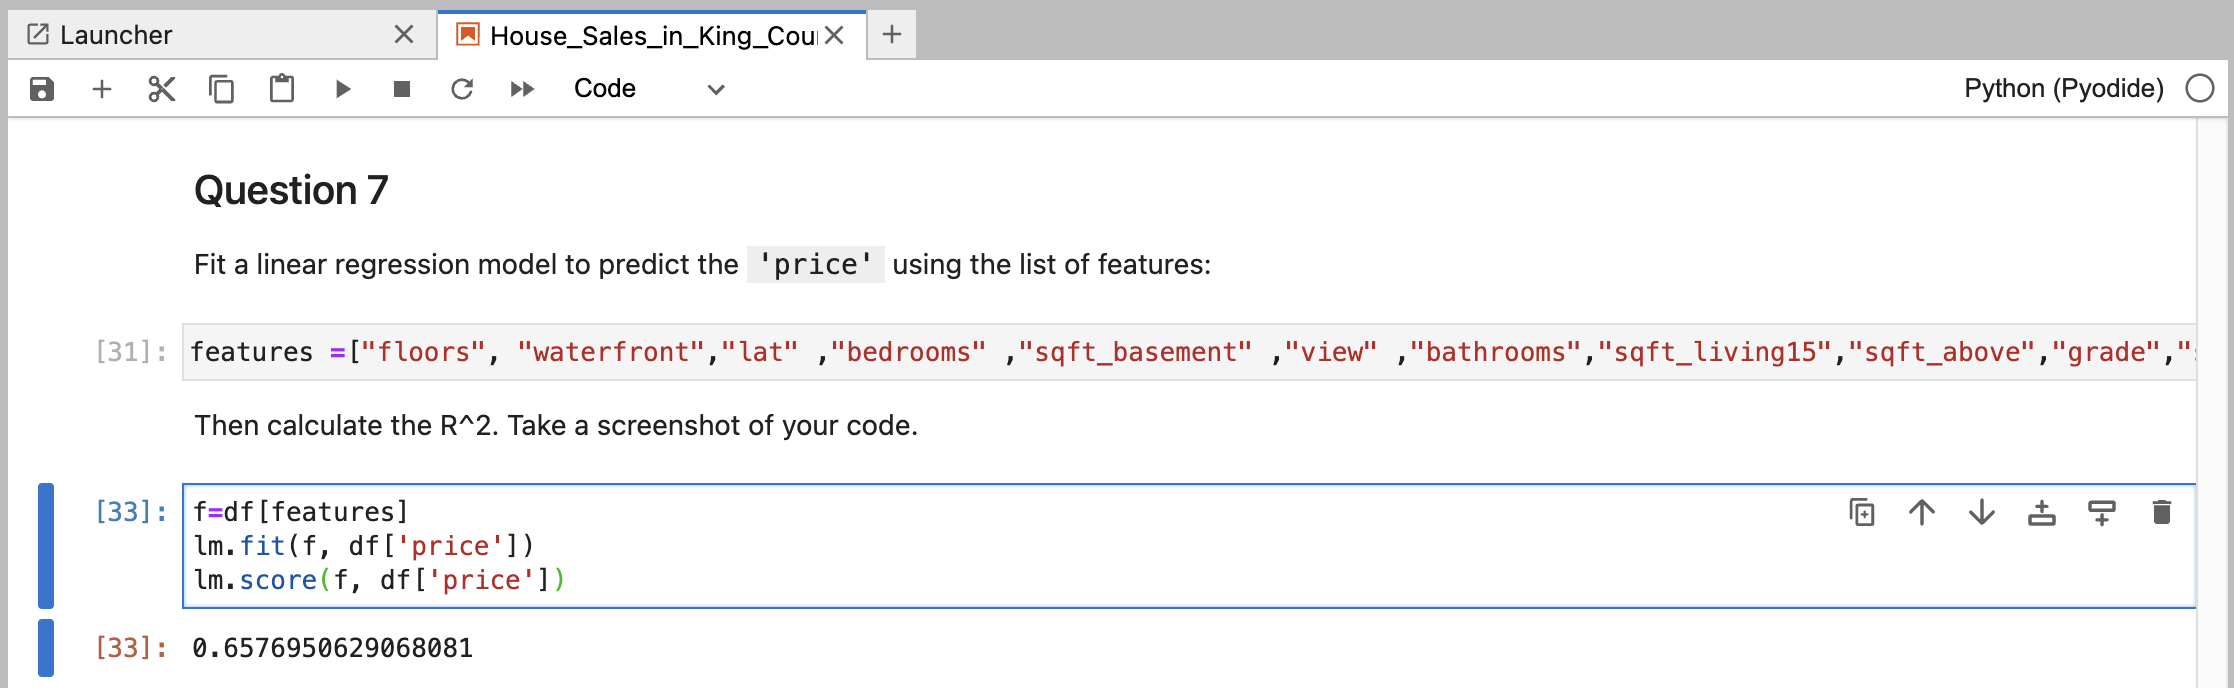 Launcher
House_Sales_in_King_Cou
Code
Python (Pyodide)
Question 7
Fit a linear regression model to predict the 'price' using the list of features:
[31]: features =["floors", "waterfront","lat" ,"bedrooms" ,"sqft_basement" ,"view" ,"bathrooms","sqft_living15","sqft_above","grade","
Then calculate the R^2. Take a screenshot of your code.
[33]: f=df[features]
lm.fit(f, df['price'])
lm.score(f, df['price'])
[33]: 0.6576950629068081